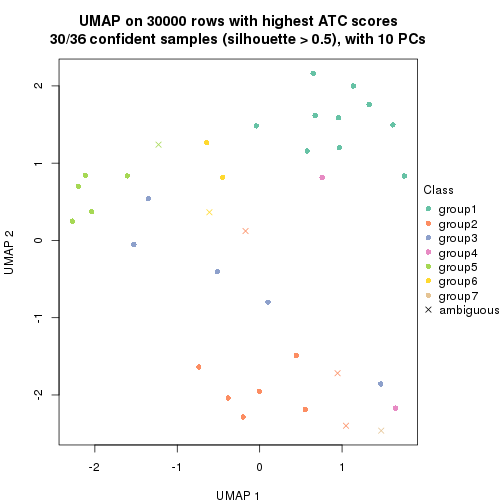 UMAP on 30000 rows with highest ATC scores
30/36 confident samples (silhouette > 0.5), with 10 PCs
2
1
0
-1
-2
UMAP 2
-2
-1
0
1
UMAP 1
Class
group1
group2
group3
group4
group5
group6
group7
ambiguous